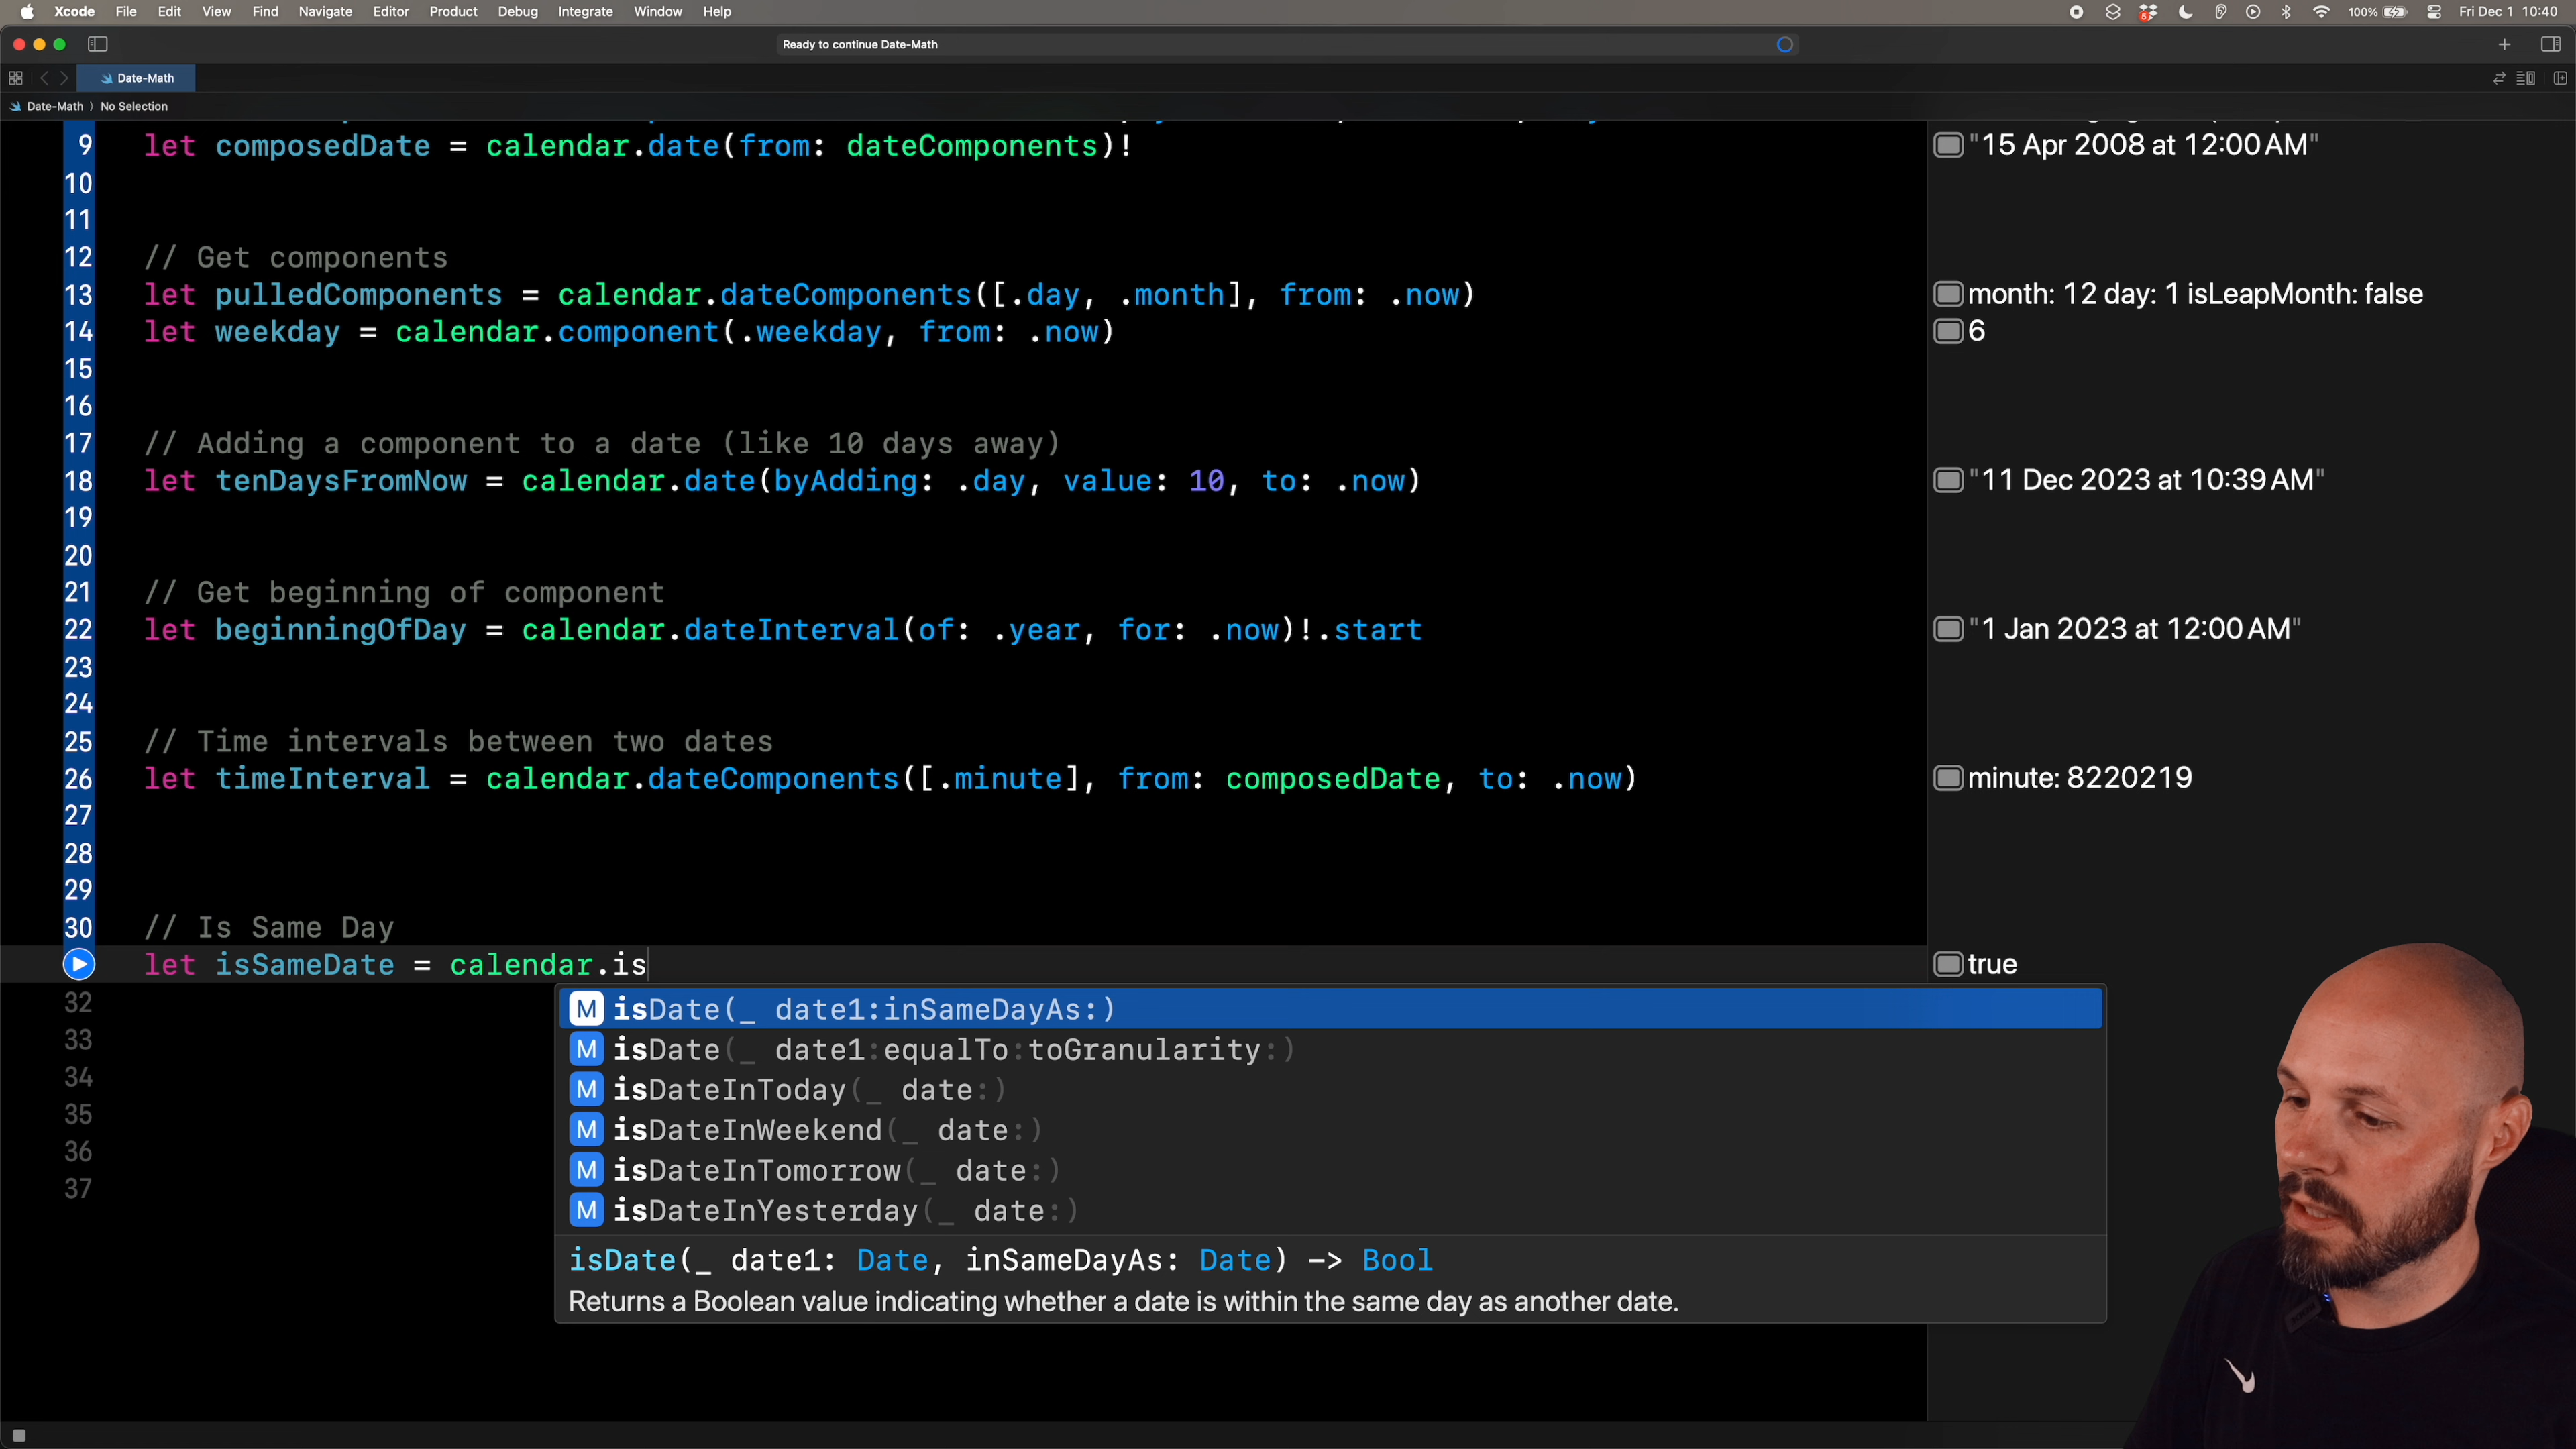 Xcode File Edit View Find Navigate Editor Product Debug Integrate Window Help
5
100%
Fri Dec 1 10:40
Ready to continue Date-Math
Date-Math
Date-Math 〉 No Selection
9 let composedDate = calendar.date(from: dateComponents)!
"15 Apr 2008 at 12:00 AM"
10
11
12 // Get components
13 let pulledComponents = calendar.dateComponents([.day, .month], from: .now)
month: 12 day: 1 isLeapMonth: false
14 let weekday = calendar.component(.weekday, from: .now)
6
15
16
17 // Adding a component to a date (like 10 days away)
18 let tenDaysFromNow = calendar.date(byAdding: .day, value: 10, to: .now)
"11 Dec 2023 at 10:39 AM"
19
20
21 // Get beginning of component
22 let beginningOfDay = calendar.dateInterval(of: .year, for: .now)!.start
"1 Jan 2023 at 12:00 AM"
23
24
25 // Time intervals between two dates
26 let timeInterval = calendar.dateComponents([.minute], from: composedDate, to: .now)
minute: 8220219
27
28
29
30 // Is Same Day
let isSameDate = calendar.is
true
32
33
34
35
36
37
M isDate(_ date1:inSameDayAs:)
M isDate(_ date1:equalTo:toGranularity:)
M isDateInToday(_ date:)
M isDateInWeekend(_ date:)
M isDateInTomorrow(_ date:)
M isDateInYesterday(_ date:)
isDate(_ date1: Date, inSameDayAs: Date) -> Bool
Returns a Boolean value indicating whether a date is within the same day as another date.